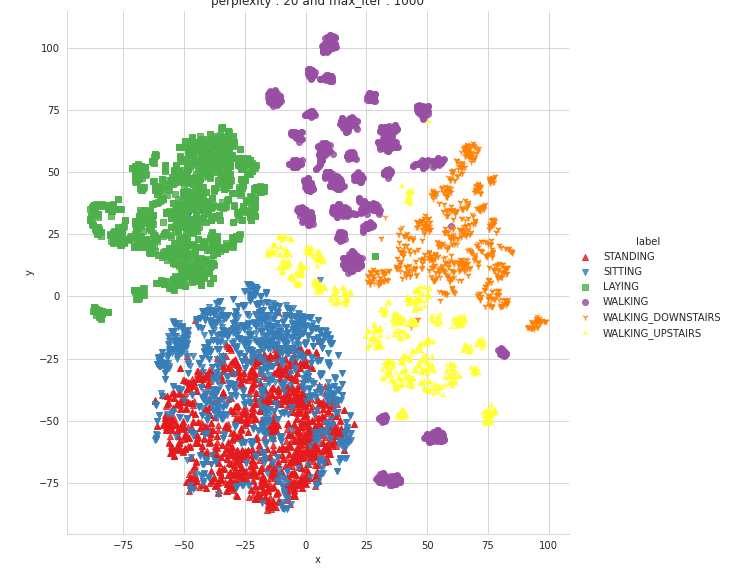 perplexity : 20 and max_iter : 1000
100
75
50
25
0
−25
−50
−75
y
−75
−50
−25
0
25
50
75
100
x
label
STANDING
SITTING
LAYING
WALKING
WALKING_DOWNSTAIRS
WALKING_UPSTAIRS